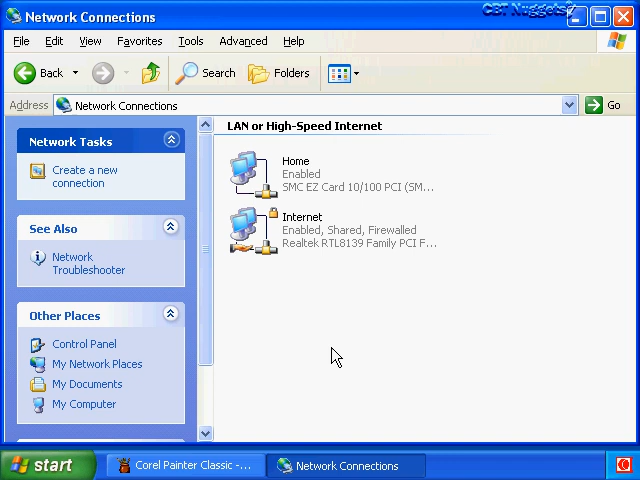 Network Connections
CBT Nuggets
File Edit View Favorites Tools Advanced Help
Back Search Folders
Address Network Connections Go
Network Tasks
Create a new
connection
See Also
Network
Troubleshooter
Other Places
Control Panel
My Network Places
My Documents
My Computer
LAN or High-Speed Internet
Home
Enabled
SMC EZ Card 10/100 PCI (SM...
Internet
Enabled, Shared, Firewalled
Realtek RTL8139 Family PCI F...
start Corel Painter Classic -... Network Connections